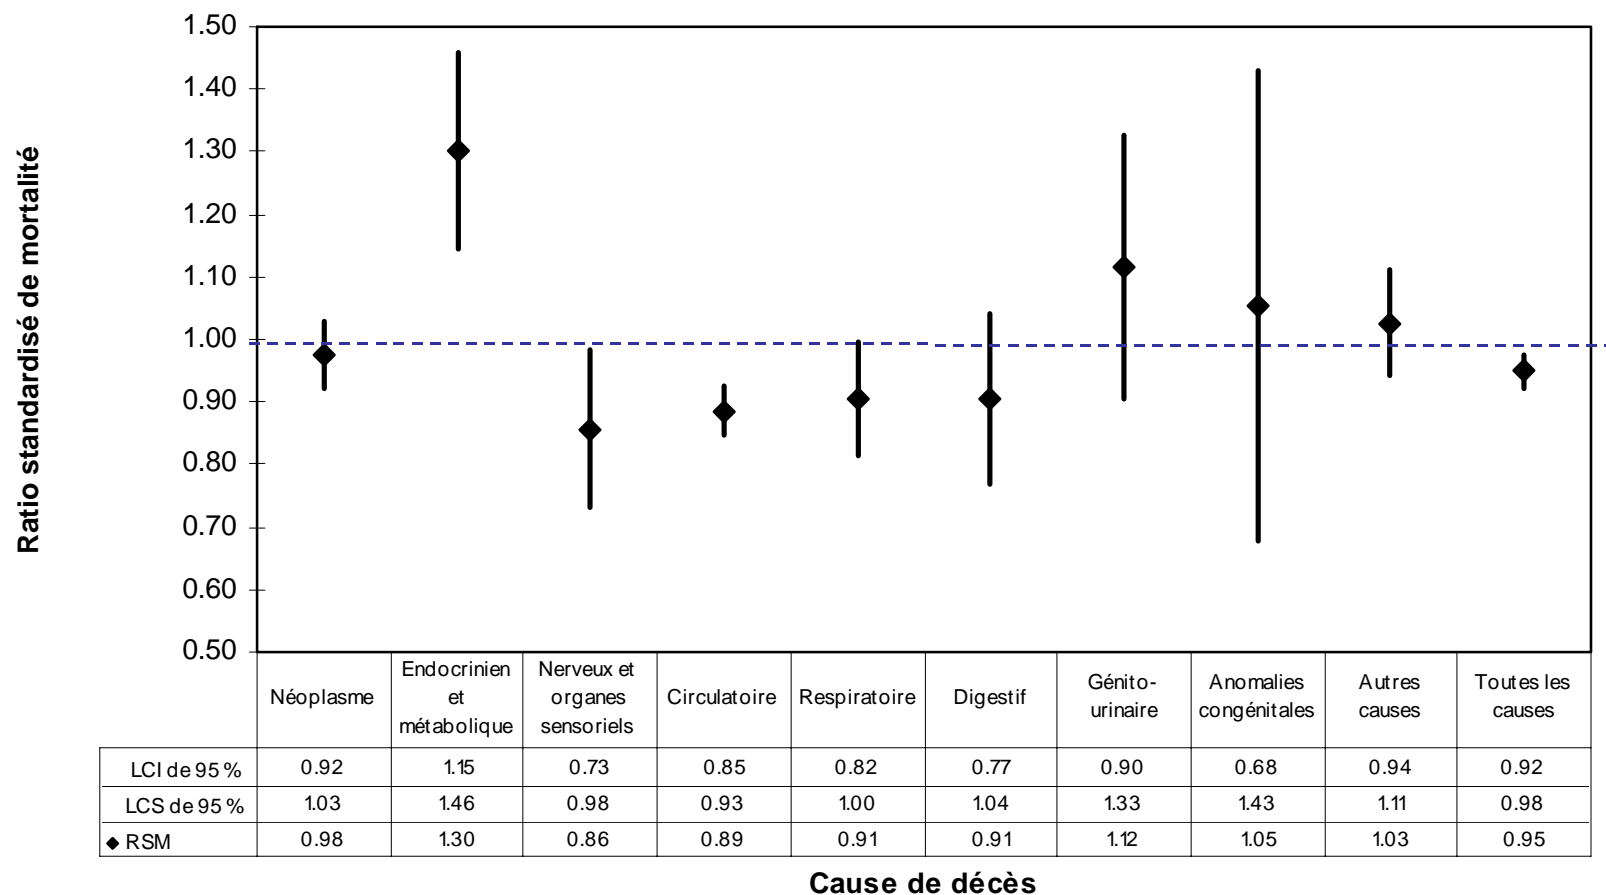 Ratio standardisé de mortalité
1.50
1.40
1.30
1.20
1.10
1.00
0.90
0.80
0.70
0.60
0.50
Néoplasme
Endocrinien
et
métabolique
Nerveux et
organes
sensoriels
Circulatoire
Respiratoire
Digestif
Génito-
urinaire
Anomalies
congénitales
Autres
causes
Toutes les
causes
LCI de 95 % 0.92 1.15 0.73 0.85 0.82 0.77 0.90 0.68 0.94 0.92
LCS de 95 % 1.03 1.46 0.98 0.93 1.00 1.04 1.33 1.43 1.11 0.98
RSM 0.98 1.30 0.86 0.89 0.91 0.91 1.12 1.05 1.03 0.95
Cause de décès